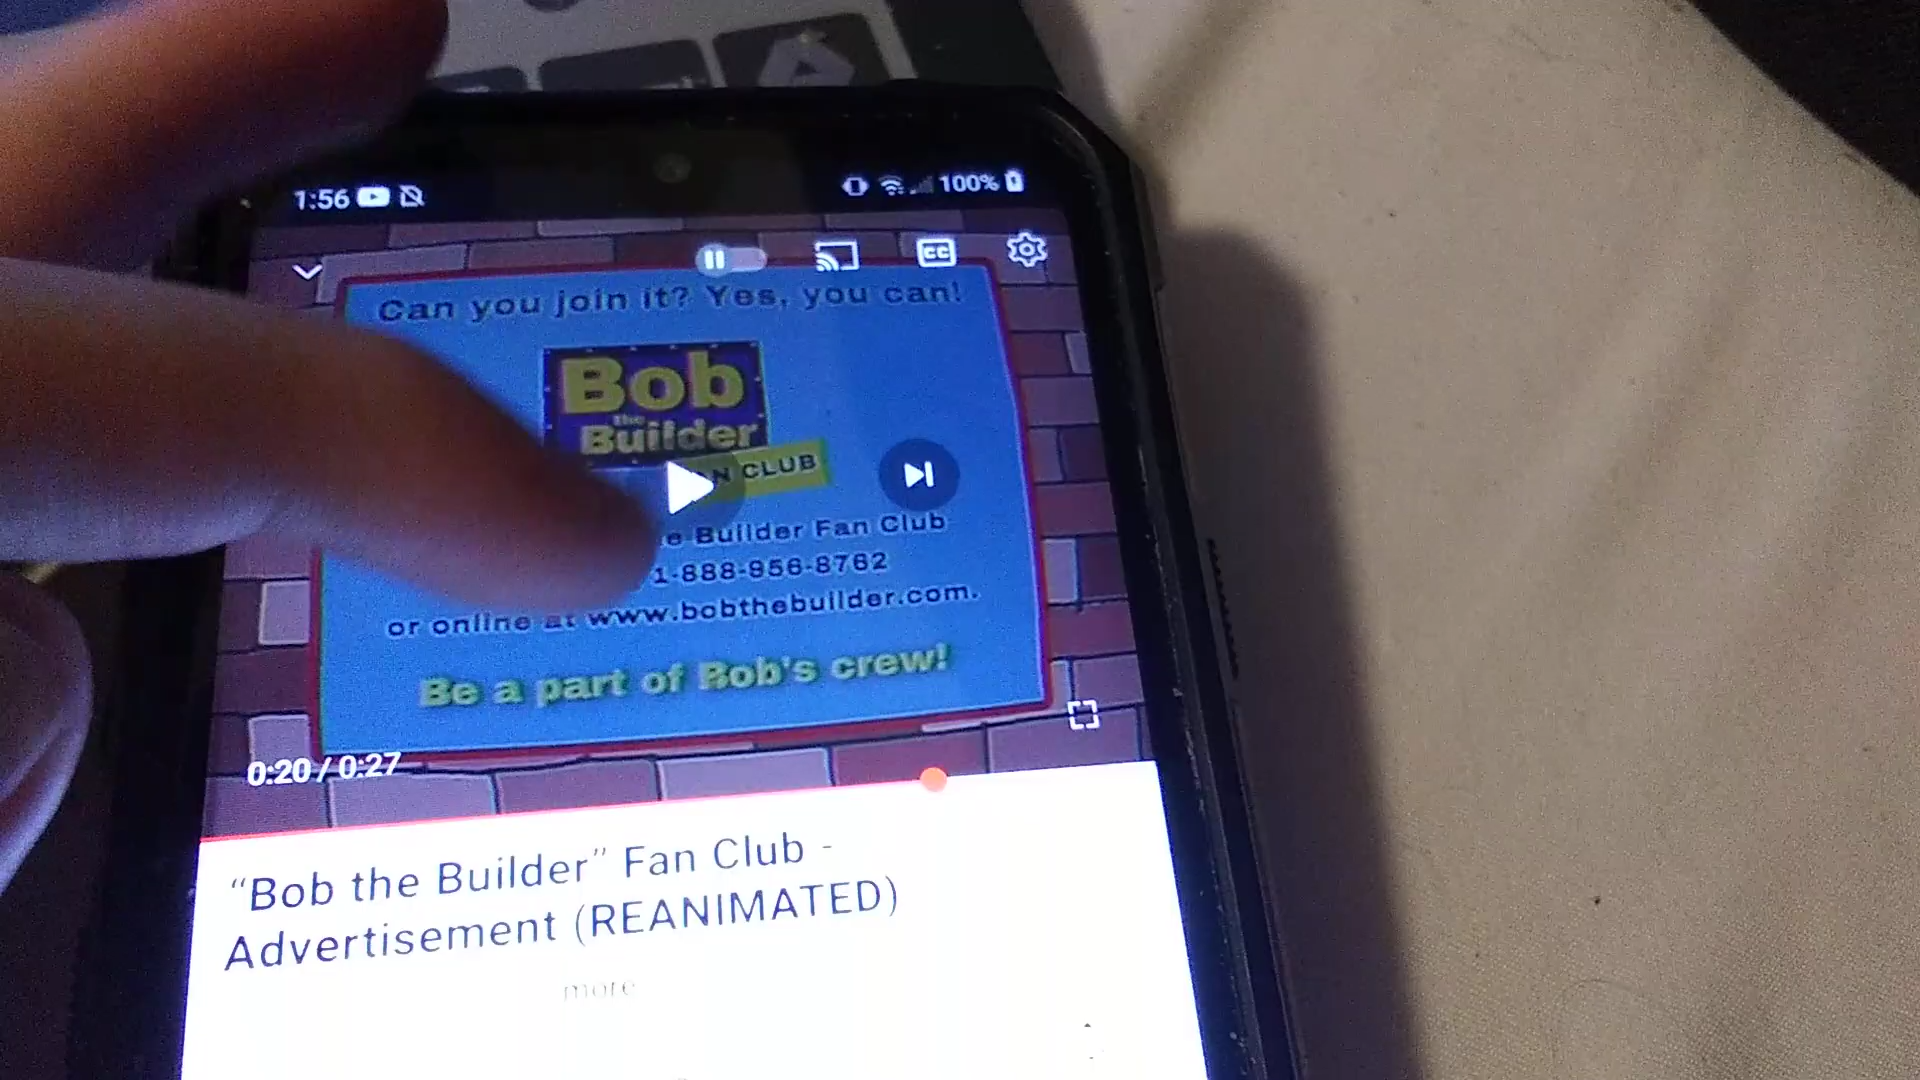 1:56
100%
CC
Can you join it? Yes, you can!
Bob
the
Builder
CLUB
Builder Fan Club
1-888-956-8762
or online at www.bobthebuilder.com.
Be a part of Bob's crew!
0:20 / 0:27
“Bob the Builder” Fan Club -
Advertisement (REANIMATED)
more